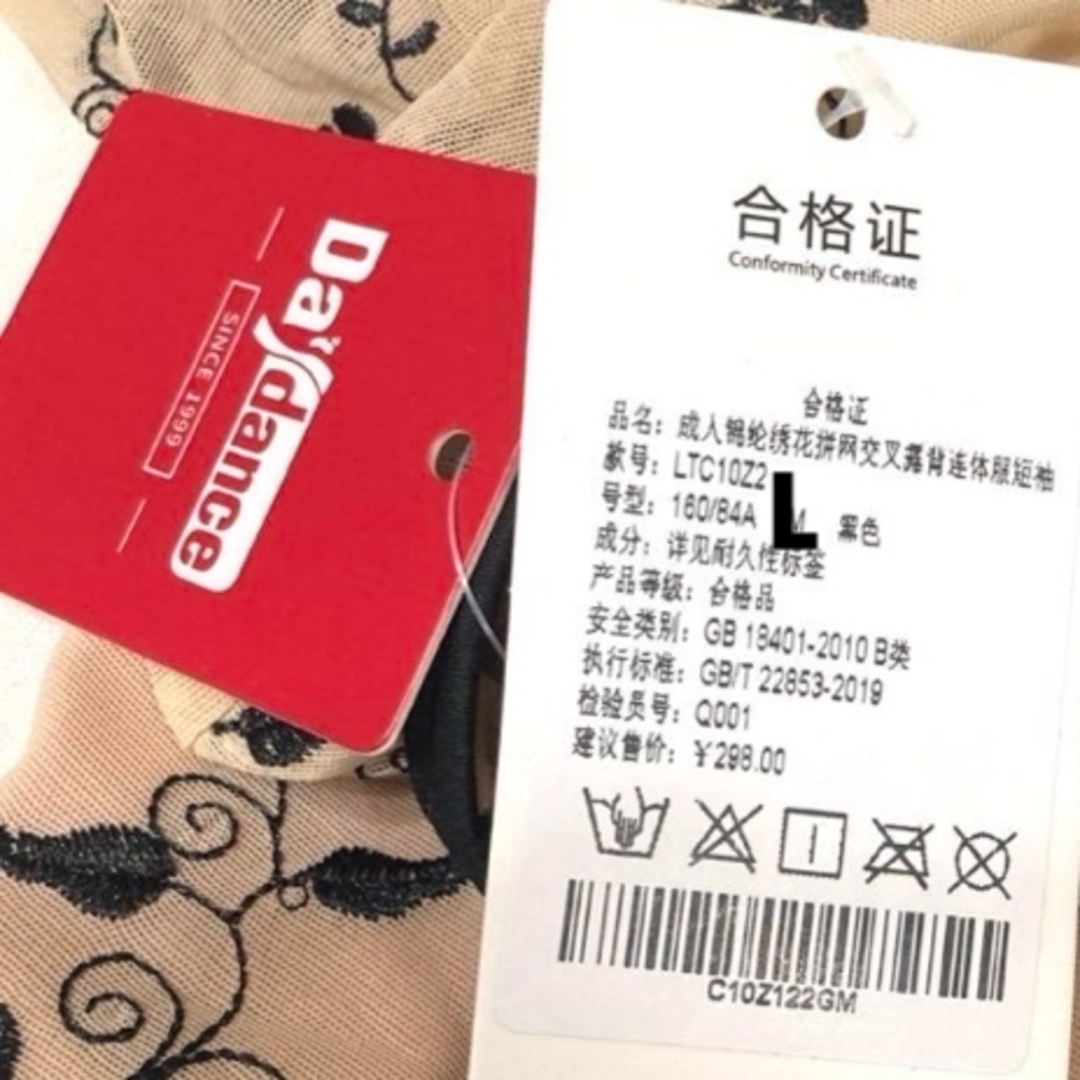 Daydance
SINCE 1999
合格证
Conformity Certificate
合格证
品名：成人锦纶绣花拼网交叉露背连体服短袖
款号：LTC10Z2
号型：160/84A L 黑色
成分：详见耐久性标签
产品等级：合格品
安全类别：GB 18401-2010 B类
执行标准：GB/T 22853-2019
检验员号：Q001
建议售价：￥298.00
C10Z122GM